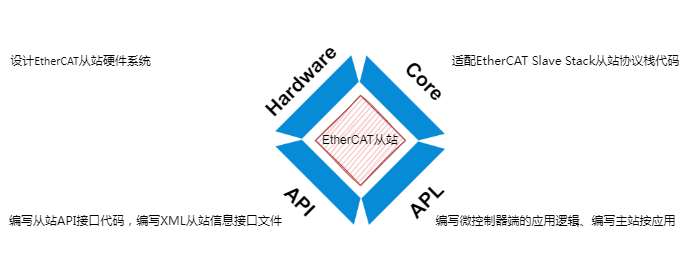 设计EtherCAT从站硬件系统
Hardware
Core
适配EtherCAT Slave Stack从站协议栈代码
EtherCAT从站
编写从站API接口代码，编写XML从站信息接口文件
API
APL
编写微控制器端的应用逻辑、编写主站按应用